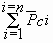 i=n
∑ P̅ci
i=1